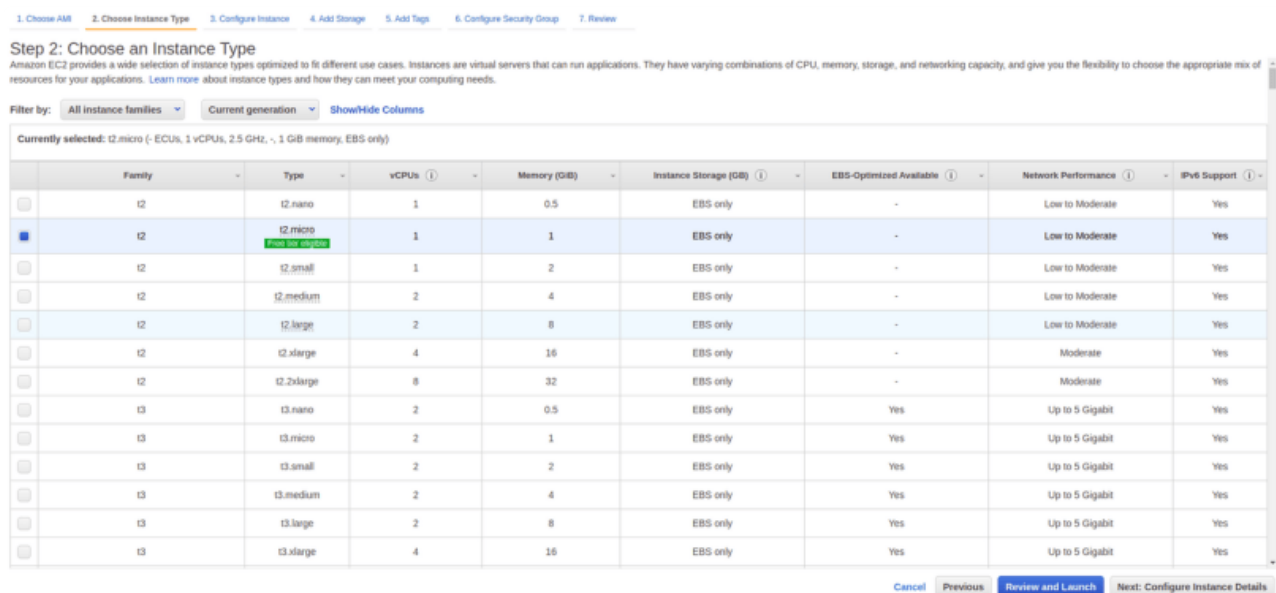 1. Choose AMI 2. Choose Instance Type 3. Configure Instance 4. Add Storage 5. Add Tags 6. Configure Security Group 7. Review
Step 2: Choose an Instance Type
Amazon EC2 provides a wide selection of instance types optimized to fit different use cases. Instances are virtual servers that can run applications. They have varying combinations of CPU, memory, storage, and networking capacity, and give you the flexibility to choose the appropriate mix of
resources for your applications. Learn more about instance types and how they can meet your computing needs.
Filter by: All instance families Current generation Show/Hide Columns
Currently selected: t2.micro (- ECUs, 1 vCPUs, 2.5 GHz, -, 1 GiB memory, EBS only)
Family Type vCPUs Memory (GiB) Instance Storage (GB) EBS-Optimized Available Network Performance IPv6 Support
t2 t2.nano 1 0.5 EBS only - Low to Moderate Yes
t2 t2.micro 1 1 EBS only - Low to Moderate Yes
Free tier eligible
t2 t2.small 1 2 EBS only - Low to Moderate Yes
t2 t2.medium 2 4 EBS only - Low to Moderate Yes
t2 t2.large 2 8 EBS only - Low to Moderate Yes
t2 t2.xlarge 4 16 EBS only - Moderate Yes
t2 t2.2xlarge 8 32 EBS only - Moderate Yes
t3 t3.nano 2 0.5 EBS only Yes Up to 5 Gigabit Yes
t3 t3.micro 2 1 EBS only Yes Up to 5 Gigabit Yes
t3 t3.small 2 2 EBS only Yes Up to 5 Gigabit Yes
t3 t3.medium 2 4 EBS only Yes Up to 5 Gigabit Yes
t3 t3.large 2 8 EBS only Yes Up to 5 Gigabit Yes
t3 t3.xlarge 4 16 EBS only Yes Up to 5 Gigabit Yes
Cancel Previous Review and Launch Next: Configure Instance Details